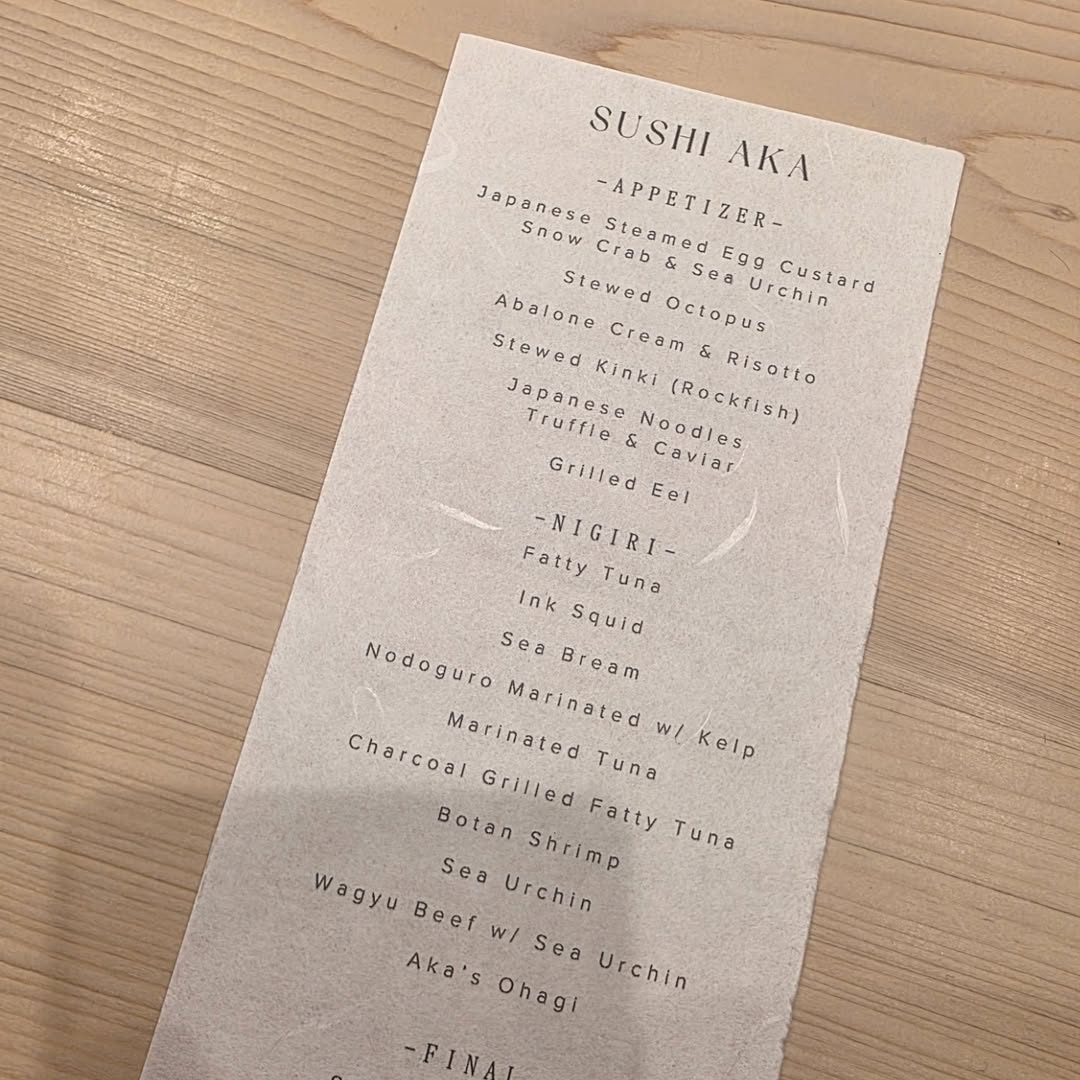 SUSHI AKA
-APPETIZER-
Japanese Steamed Egg Custard
Snow Crab & Sea Urchin
Stewed Octopus
Abalone Cream & Risotto
Stewed Kinki (Rockfish)
Japanese Noodles
Truffle & Caviar
Grilled Eel
-NIGIRI-
Fatty Tuna
Ink Squid
Sea Bream
Nodoguro Marinated w/ Kelp
Marinated Tuna
Charcoal Grilled Fatty Tuna
Botan Shrimp
Sea Urchin
Wagyu Beef w/ Sea Urchin
Aka's Ohagi
-FINAL